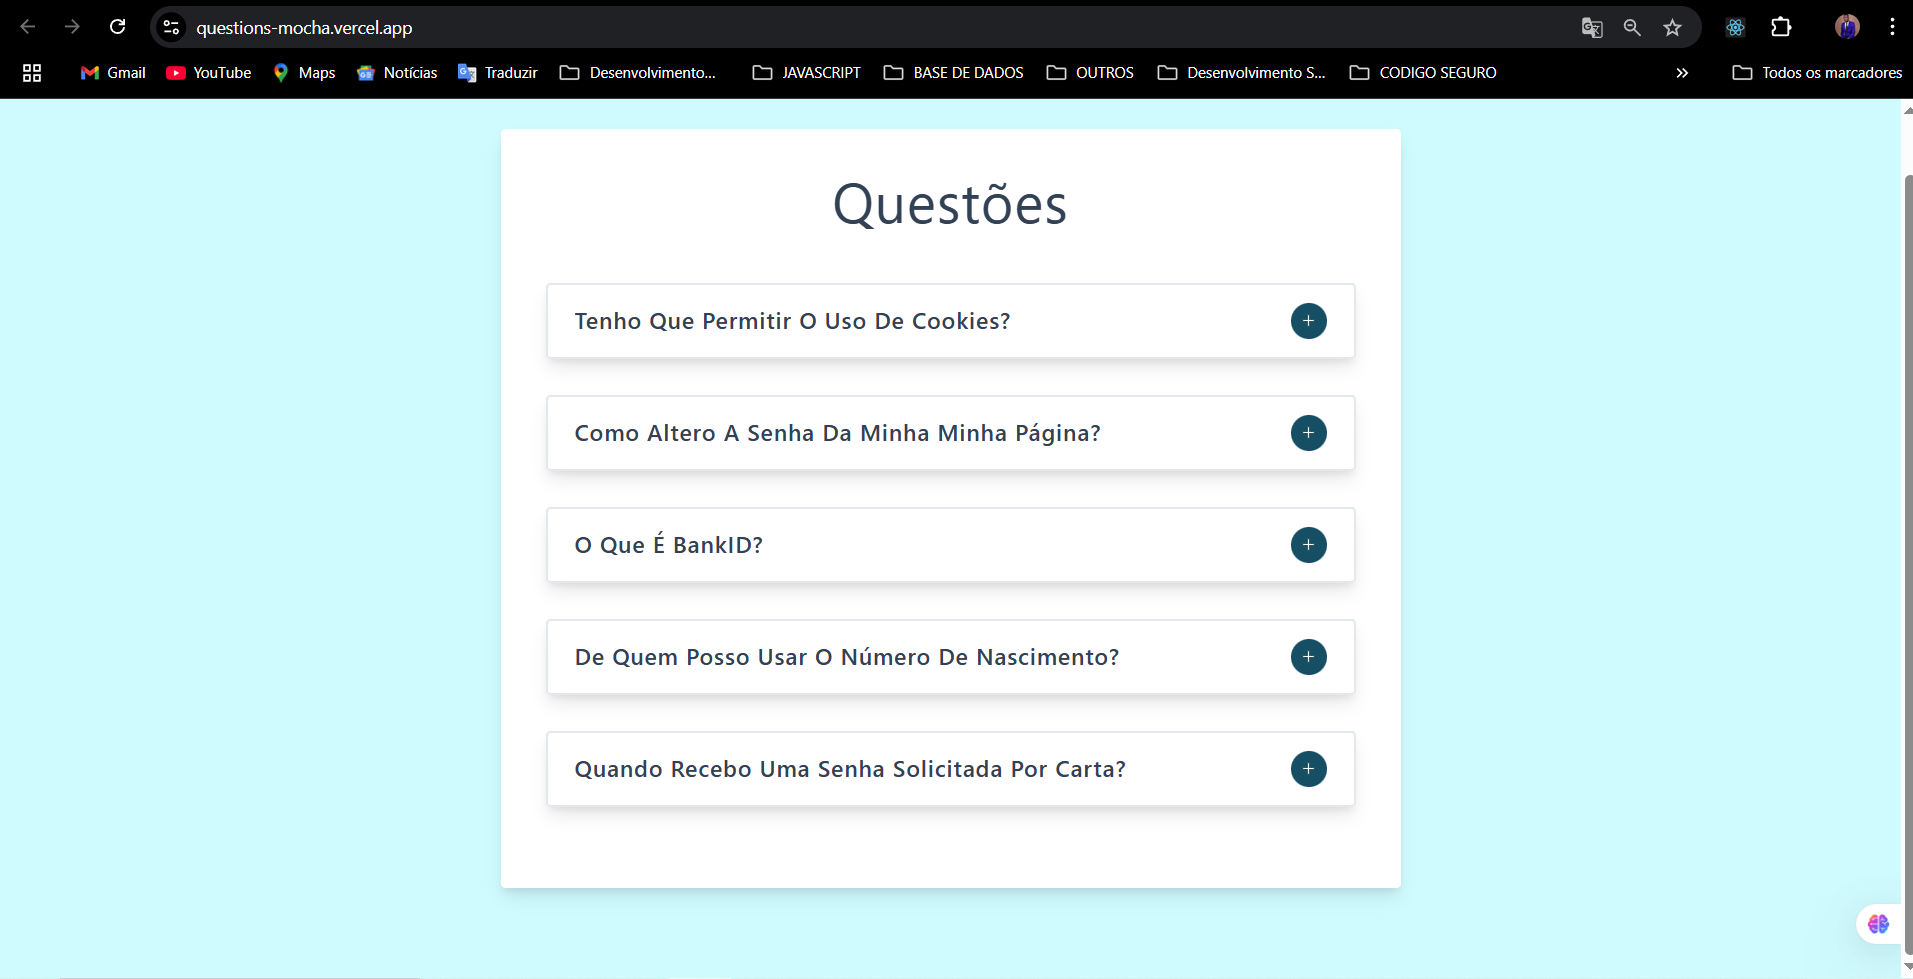 questions-mocha.vercel.app
Gmail YouTube Maps Notícias Traduzir Desenvolvimento... JAVASCRIPT BASE DE DADOS OUTROS Desenvolvimento S... CODIGO SEGURO » Todos os marcadores
Questões
Tenho Que Permitir O Uso De Cookies?
+
Como Altero A Senha Da Minha Minha Página?
+
O Que É BankID?
+
De Quem Posso Usar O Número De Nascimento?
+
Quando Recebo Uma Senha Solicitada Por Carta?
+